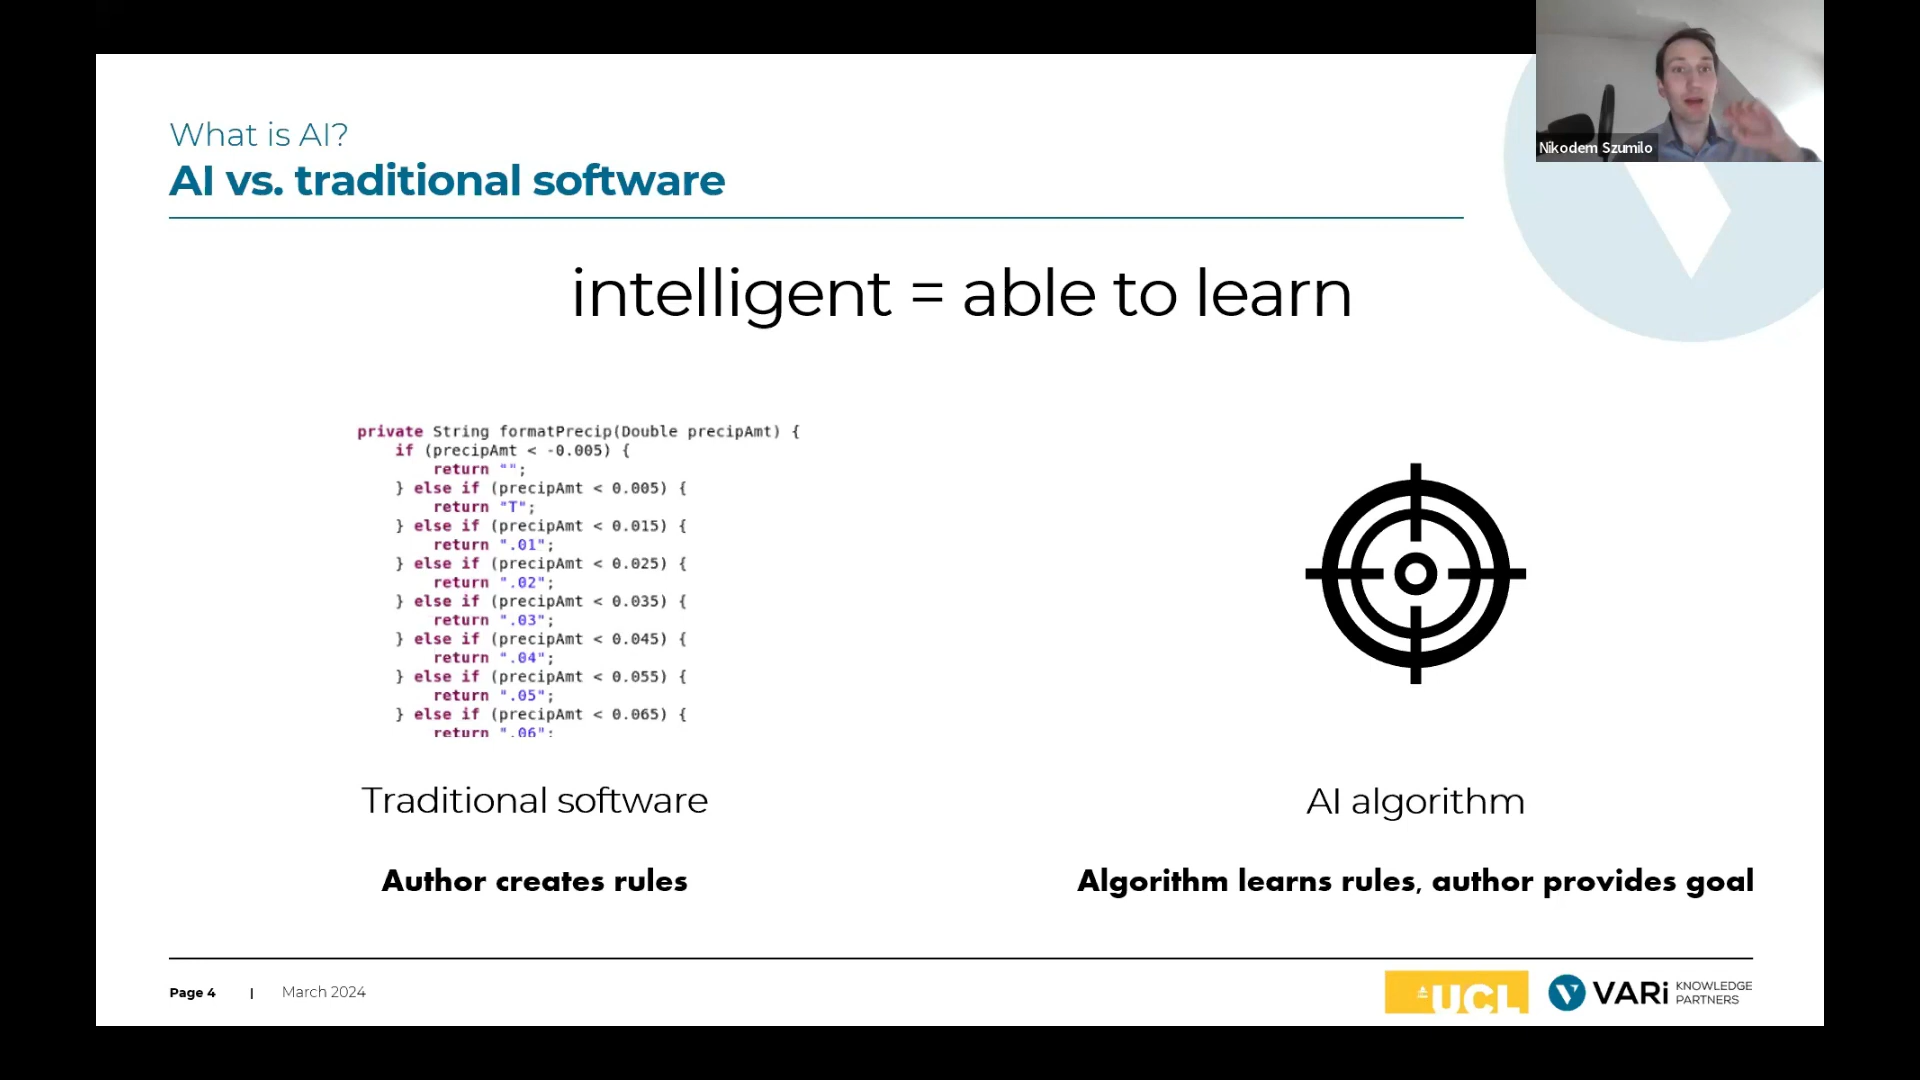 Nikodem Szumilo
What is AI?
AI vs. traditional software
intelligent = able to learn
private String formatPrecip(Double precipAmt) {
if (precipAmt < -0.005) {
return "";
} else if (precipAmt < 0.005) {
return "T";
} else if (precipAmt < 0.015) {
return ".01";
} else if (precipAmt < 0.025) {
return ".02";
} else if (precipAmt < 0.035) {
return ".03";
} else if (precipAmt < 0.045) {
return ".04";
} else if (precipAmt < 0.055) {
return ".05";
} else if (precipAmt < 0.065) {
return ".06";
Traditional software
AI algorithm
Author creates rules
Algorithm learns rules, author provides goal
Page 4 | March 2024
UCL
VARi KNOWLEDGE
PARTNERS